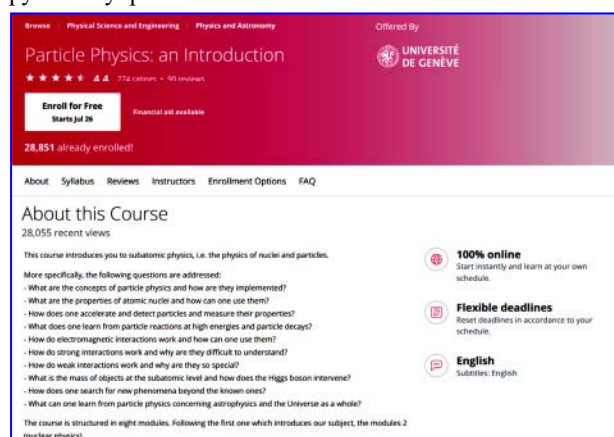 Browse Physical Science and Engineering Physics and Astronomy
Offered By
Particle Physics: an Introduction
UNIVERSITÉ
DE GENÈVE
4.4 274 ratings • 90 reviews
Enroll for Free
Starts Jul 26
Financial aid available
28,851 already enrolled!
About Syllabus Reviews Instructors Enrollment Options FAQ
About this Course
28,055 recent views
This course introduces you to subatomic physics, i.e. the physics of nuclei and particles.
More specifically, the following questions are addressed:
- What are the concepts of particle physics and how are they implemented?
- What are the properties of atomic nuclei and how can one use them?
- How does one accelerate and detect particles and measure their properties?
- What does one learn from particle reactions at high energies and particle decays?
- How do electromagnetic interactions work and how can one use them?
- How do strong interactions work and why are they difficult to understand?
- How do weak interactions work and why are they so special?
- What is the mass of objects at the subatomic level and how does the Higgs boson intervene?
- How does one search for new phenomena beyond the known ones?
- What can one learn from particle physics concerning astrophysics and the Universe as a whole?
The course is structured in eight modules. Following the first one which introduces our subject, the modules 2
(nuclear physics)
100% online
Start instantly and learn at your own
schedule.
Flexible deadlines
Reset deadlines in accordance to your
schedule.
English
Subtitles: English